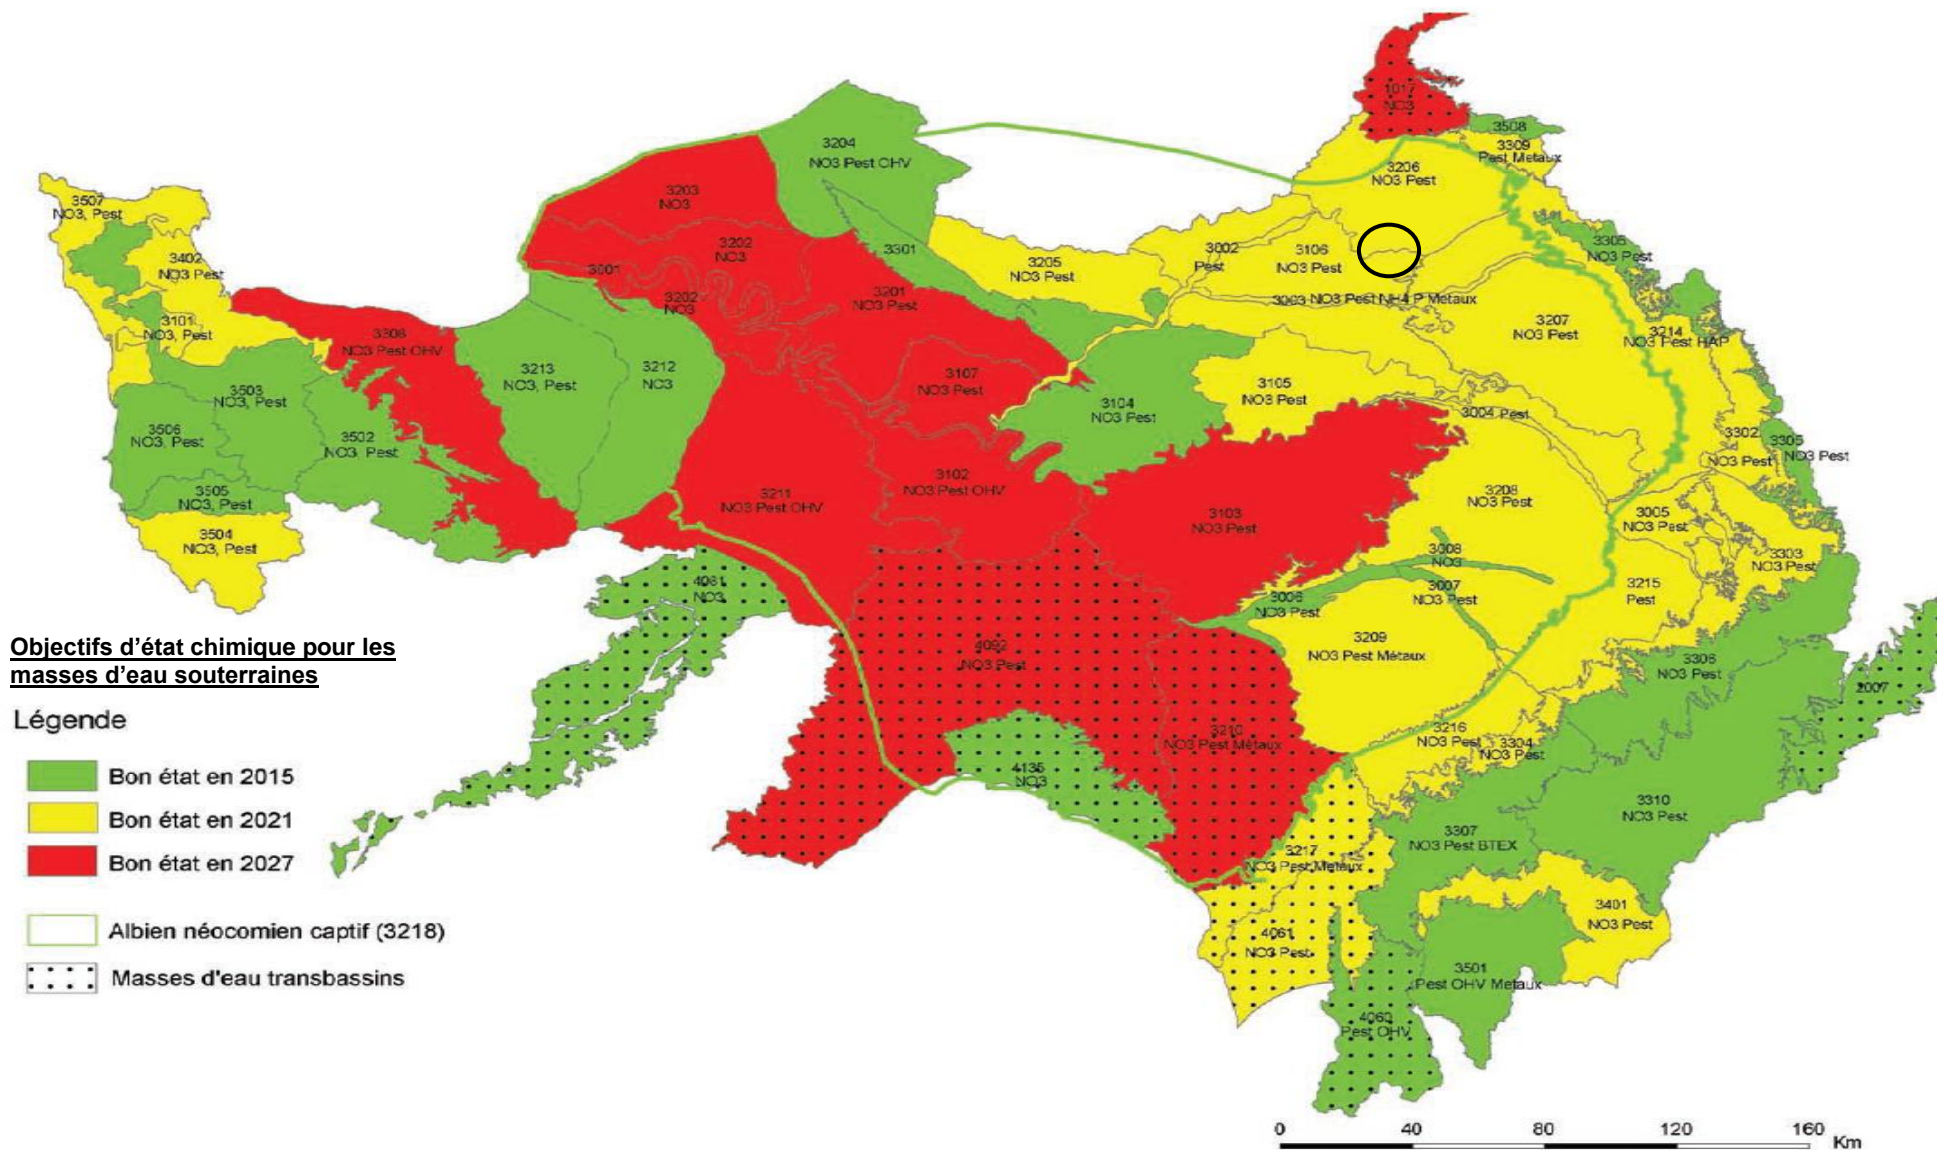 1017
NO3
3508
3309
Pest Metaux
3204
NO3 Pest OHV
3206
NO3 Pest
3203
NO3
3507
NO3, Pest
3402
NO3 Pest
3202
NO3
3301
3205
NO3 Pest
3002
Pest
3106
NO3 Pest
3305
NO3 Pest
3001
3202
NO3
3201
NO3 Pest
3003 NO3 Pest NH4 P Metaux
3101
NO3, Pest
3308
NO3 Pest OHV
3207
NO3 Pest
3214
NO3 Pest HAP
3213
NO3, Pest
3212
NO3
3107
NO3 Pest
3105
NO3 Pest
3104
NO3 Pest
3004 Pest
3503
NO3, Pest
3506
NO3, Pest
3502
NO3, Pest
3302
NO3 Pest
3305
NO3 Pest
3505
NO3, Pest
3211
NO3 Pest OHV
3102
NO3 Pest OHV
3103
NO3 Pest
3208
NO3 Pest
3005
NO3 Pest
3504
NO3, Pest
3008
NO3
3303
NO3 Pest
4081
NO3
3006
NO3 Pest
3007
NO3 Pest
3215
Pest
3209
NO3 Pest Métaux
4092
NO3 Pest
3306
NO3 Pest
2007
3210
NO3 Pest Métaux
3216
NO3 Pest
3304
NO3 Pest
4135
NO3
3310
NO3 Pest
3307
NO3 Pest BTEX
3217
NO3 Pest Metaux
3401
NO3 Pest
4061
NO3 Pest
3501
Pest OHV Metaux
4060
Pest OHV
Objectifs d'état chimique pour les
masses d'eau souterraines
Légende
Bon état en 2015
Bon état en 2021
Bon état en 2027
Albien néocomien captif (3218)
Masses d'eau transbassins
0 40 80 120 160
Km